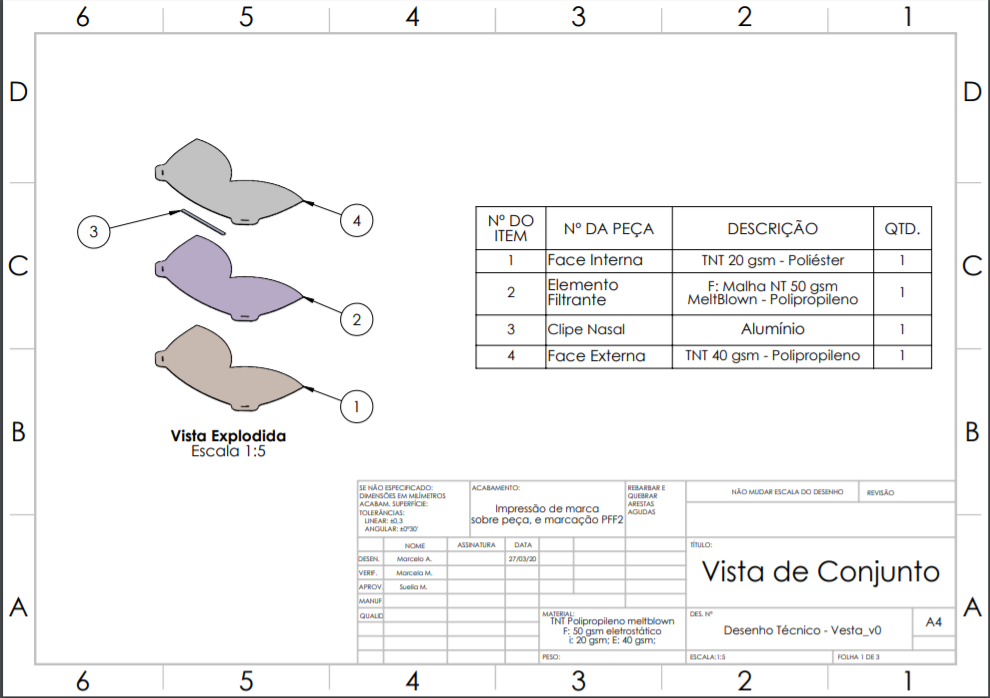 6 5 4 3 2 1
D D
C C
B B
A A
3
4
2
1
Vista Explodida
Escala 1:5
Nº DO ITEM Nº DA PEÇA DESCRIÇÃO QTD.
1 Face Interna TNT 20 gsm - Poliéster 1
2 Elemento Filtrante F: Malha NT 50 gsm MeltBlown - Polipropileno 1
3 Clipe Nasal Alumínio 1
4 Face Externa TNT 40 gsm - Polipropileno 1
SE NÃO ESPECIFICADO:
DIMENSÕES EM MILÍMETROS
ACABAM. SUPERFÍCIE:
TOLERÂNCIAS:
LINEAR: ±0.3
ANGULAR: ±0°30'
ACABAMENTO:
Impressão de marca
sobre peça, e marcação PFF2
REBARBAR E
QUEBRAR
ARESTAS
AGUDAS
NÃO MUDAR ESCALA DO DESENHO
REVISÃO
NOME ASSINATURA DATA
DESEN. Marcelo A. 27/03/20
VERIF. Marcela M.
APROV. Suelia M.
MANUF.
QUALID
TÍTULO:
Vista de Conjunto
MATERIAL:
TNT Polipropileno meltblown
F: 50 gsm eletrostático
i: 20 gsm; E: 40 gsm;
DES. Nº
Desenho Técnico - Vesta_v0
A4
PESO:
ESCALA:1:5
FOLHA 1 DE 3
6 5 4 3 2 1